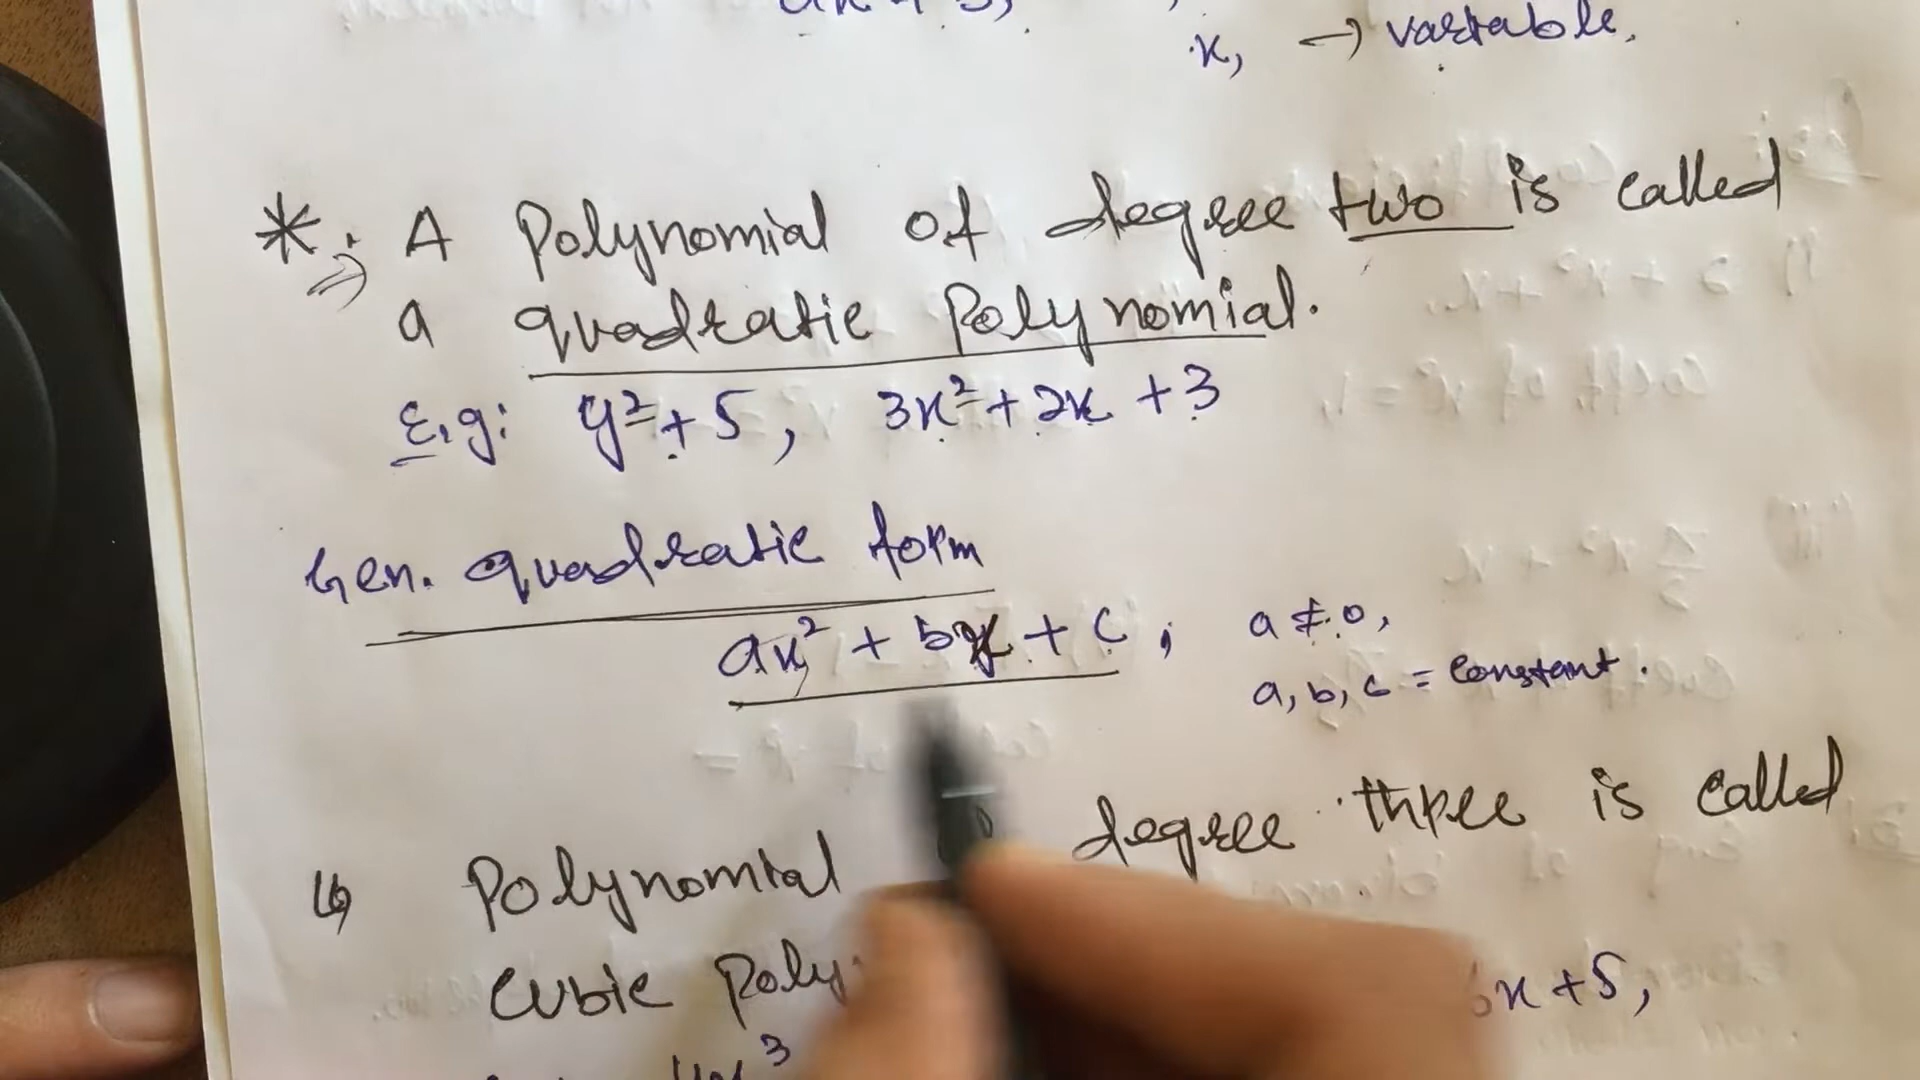 x, → variable.
*: A Polynomial of degree two is called
⇒ a quadratic Polynomial.
E.g: y²+5, 3x²+2x+3
Gen. quadratic form
ax² + bx + c, a ≠ 0,
a, b, c = constant.
Polynomial degree three is called
cubic Poly x+5,
3